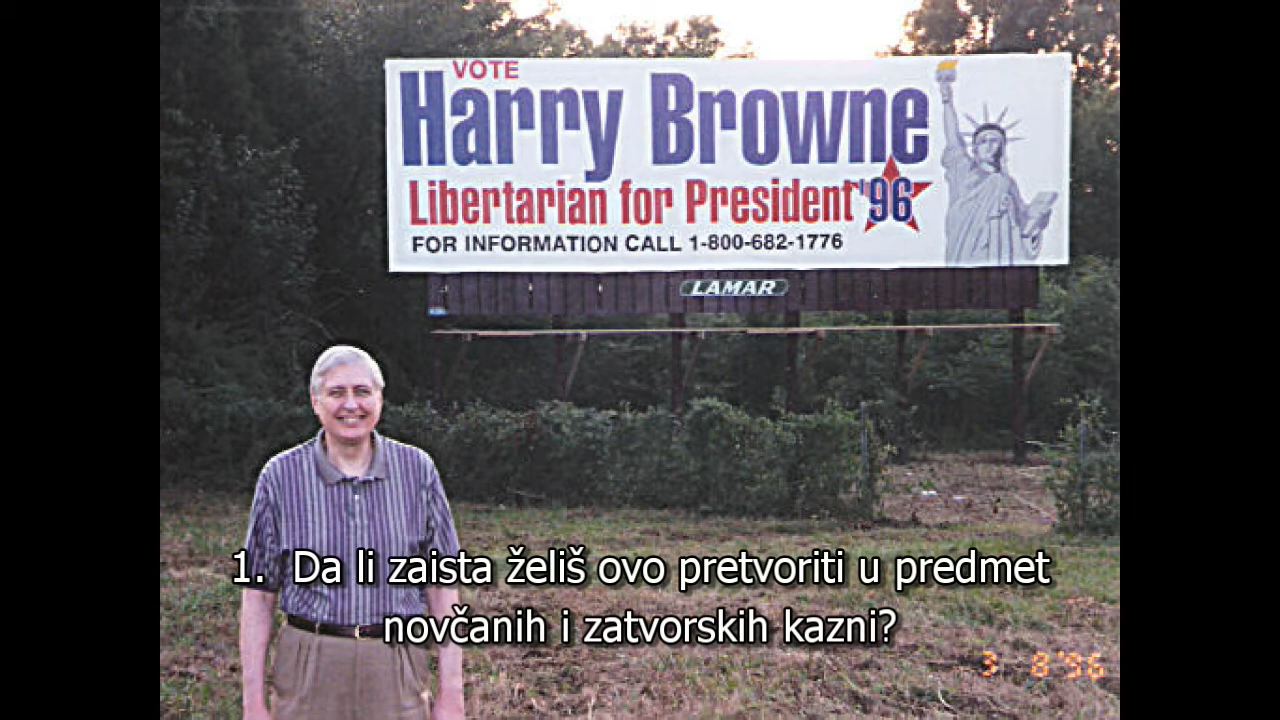 VOTE
Harry Browne
Libertarian for President '96
FOR INFORMATION CALL 1-800-682-1776
LAMAR
1. Da li zaista želiš ovo pretvoriti u predmet
novčanih i zatvorskih kazni?
3 8 '96